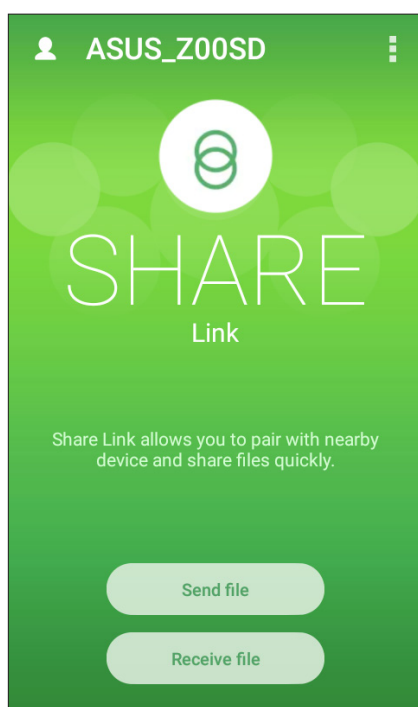 ASUS_Z00SD
SHARE
Link
Share Link allows you to pair with nearby
device and share files quickly.
Send file
Receive file